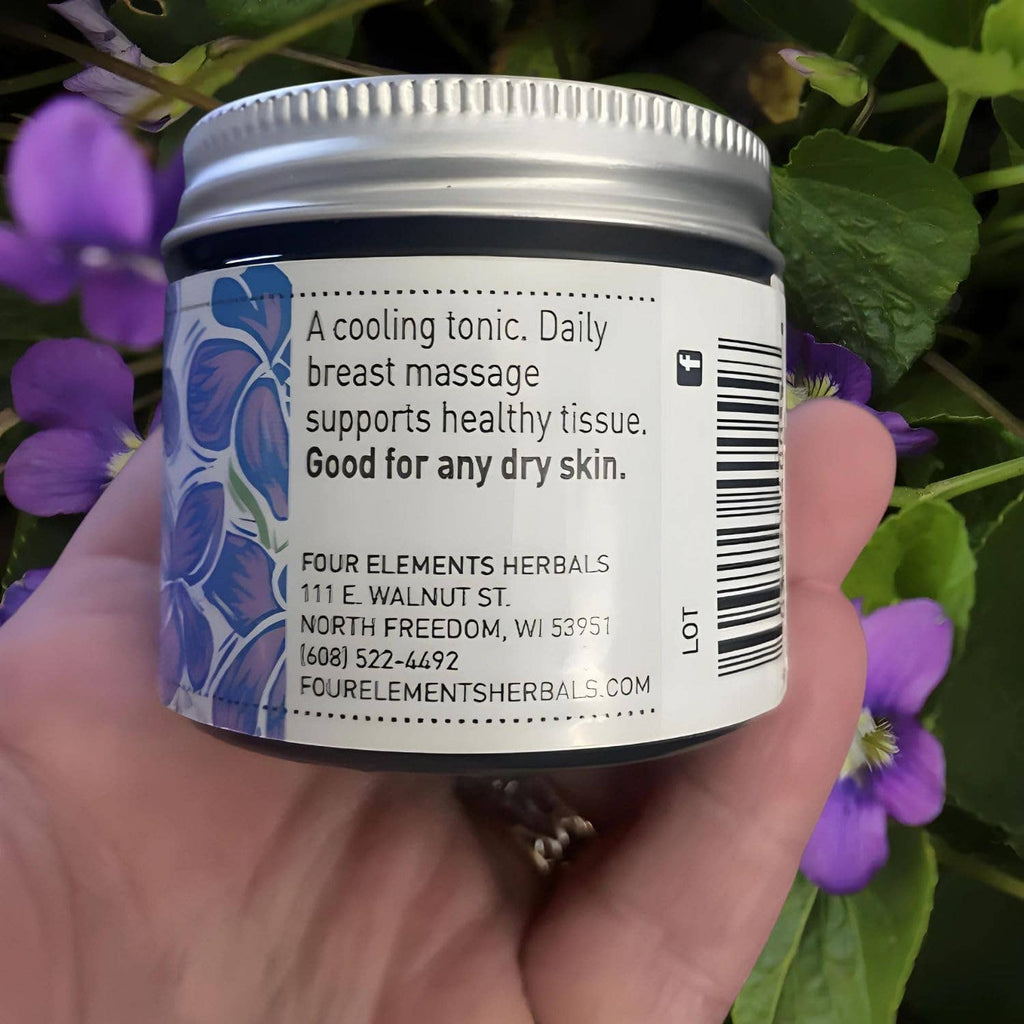 A cooling tonic. Daily
breast massage
supports healthy tissue.
Good for any dry skin.
FOUR ELEMENTS HERBALS
111 E. WALNUT ST.
NORTH FREEDOM, WI 53951
(608) 522-4492
FOURELEMENTSHERBALS.COM
f
LOT